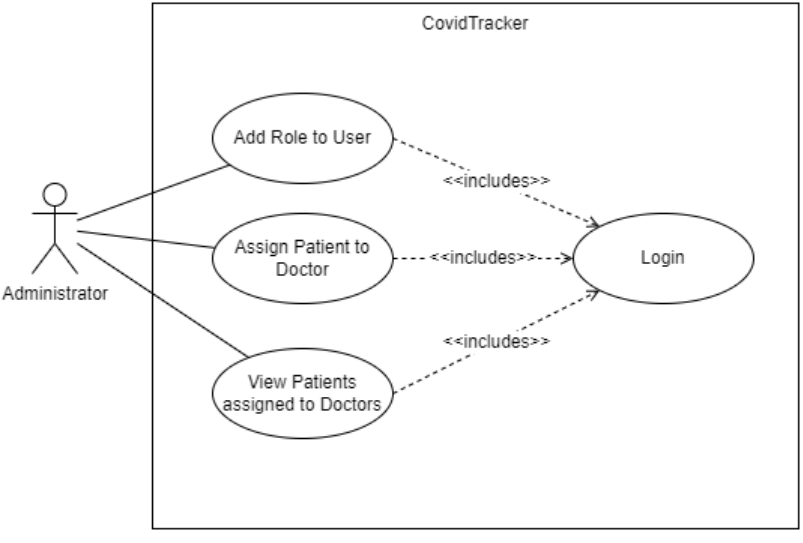 CovidTracker
Add Role to User
<<includes>>
Assign Patient to
Doctor
<<includes>>
Login
Administrator
<<includes>>
View Patients
assigned to Doctors